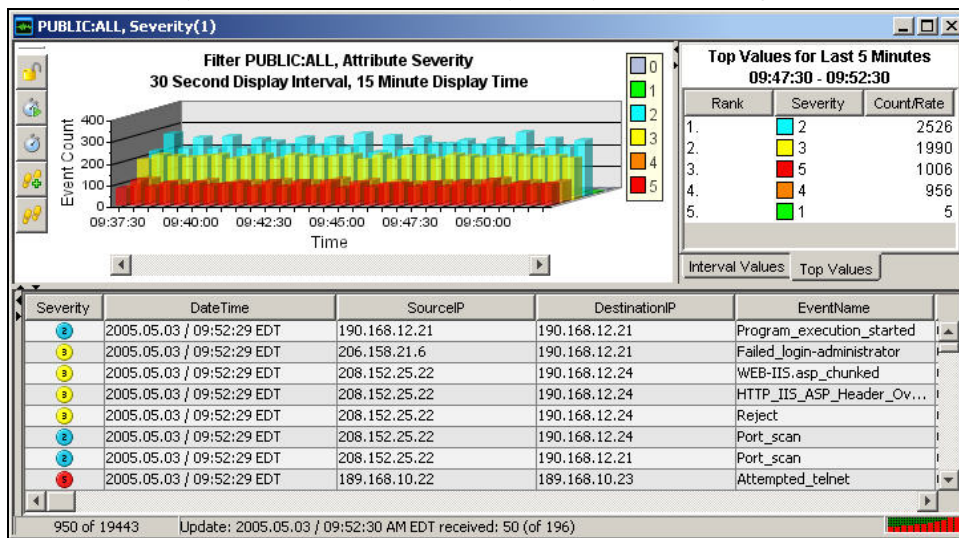 PUBLIC:ALL, Severity(1)
Filter PUBLIC:ALL, Attribute Severity
30 Second Display Interval, 15 Minute Display Time
Event Count
400
300
200
100
0
09:37:30 09:40:00 09:42:30 09:45:00 09:47:30 09:50:00
Time
0
1
2
3
4
5
Top Values for Last 5 Minutes
09:47:30 - 09:52:30
Rank Severity Count/Rate
1. 2 2526
2. 3 1990
3. 5 1006
4. 4 956
5. 1 5
Interval Values Top Values
Severity DateTime SourceIP DestinationIP EventName
2 2005.05.03 / 09:52:29 EDT 190.168.12.21 190.168.12.21 Program_execution_started
3 2005.05.03 / 09:52:29 EDT 206.158.21.6 190.168.12.21 Failed_login-administrator
3 2005.05.03 / 09:52:29 EDT 208.152.25.22 190.168.12.24 WEB-IIS.asp_chunked
3 2005.05.03 / 09:52:29 EDT 208.152.25.22 190.168.12.24 HTTP_IIS_ASP_Header_Ov...
3 2005.05.03 / 09:52:29 EDT 208.152.25.22 190.168.12.24 Reject
2 2005.05.03 / 09:52:29 EDT 208.152.25.22 190.168.12.24 Port_scan
2 2005.05.03 / 09:52:29 EDT 208.152.25.22 190.168.12.21 Port_scan
5 2005.05.03 / 09:52:29 EDT 189.168.10.22 189.168.10.23 Attempted_telnet
950 of 19443 Update: 2005.05.03 / 09:52:30 AM EDT received: 50 (of 196)